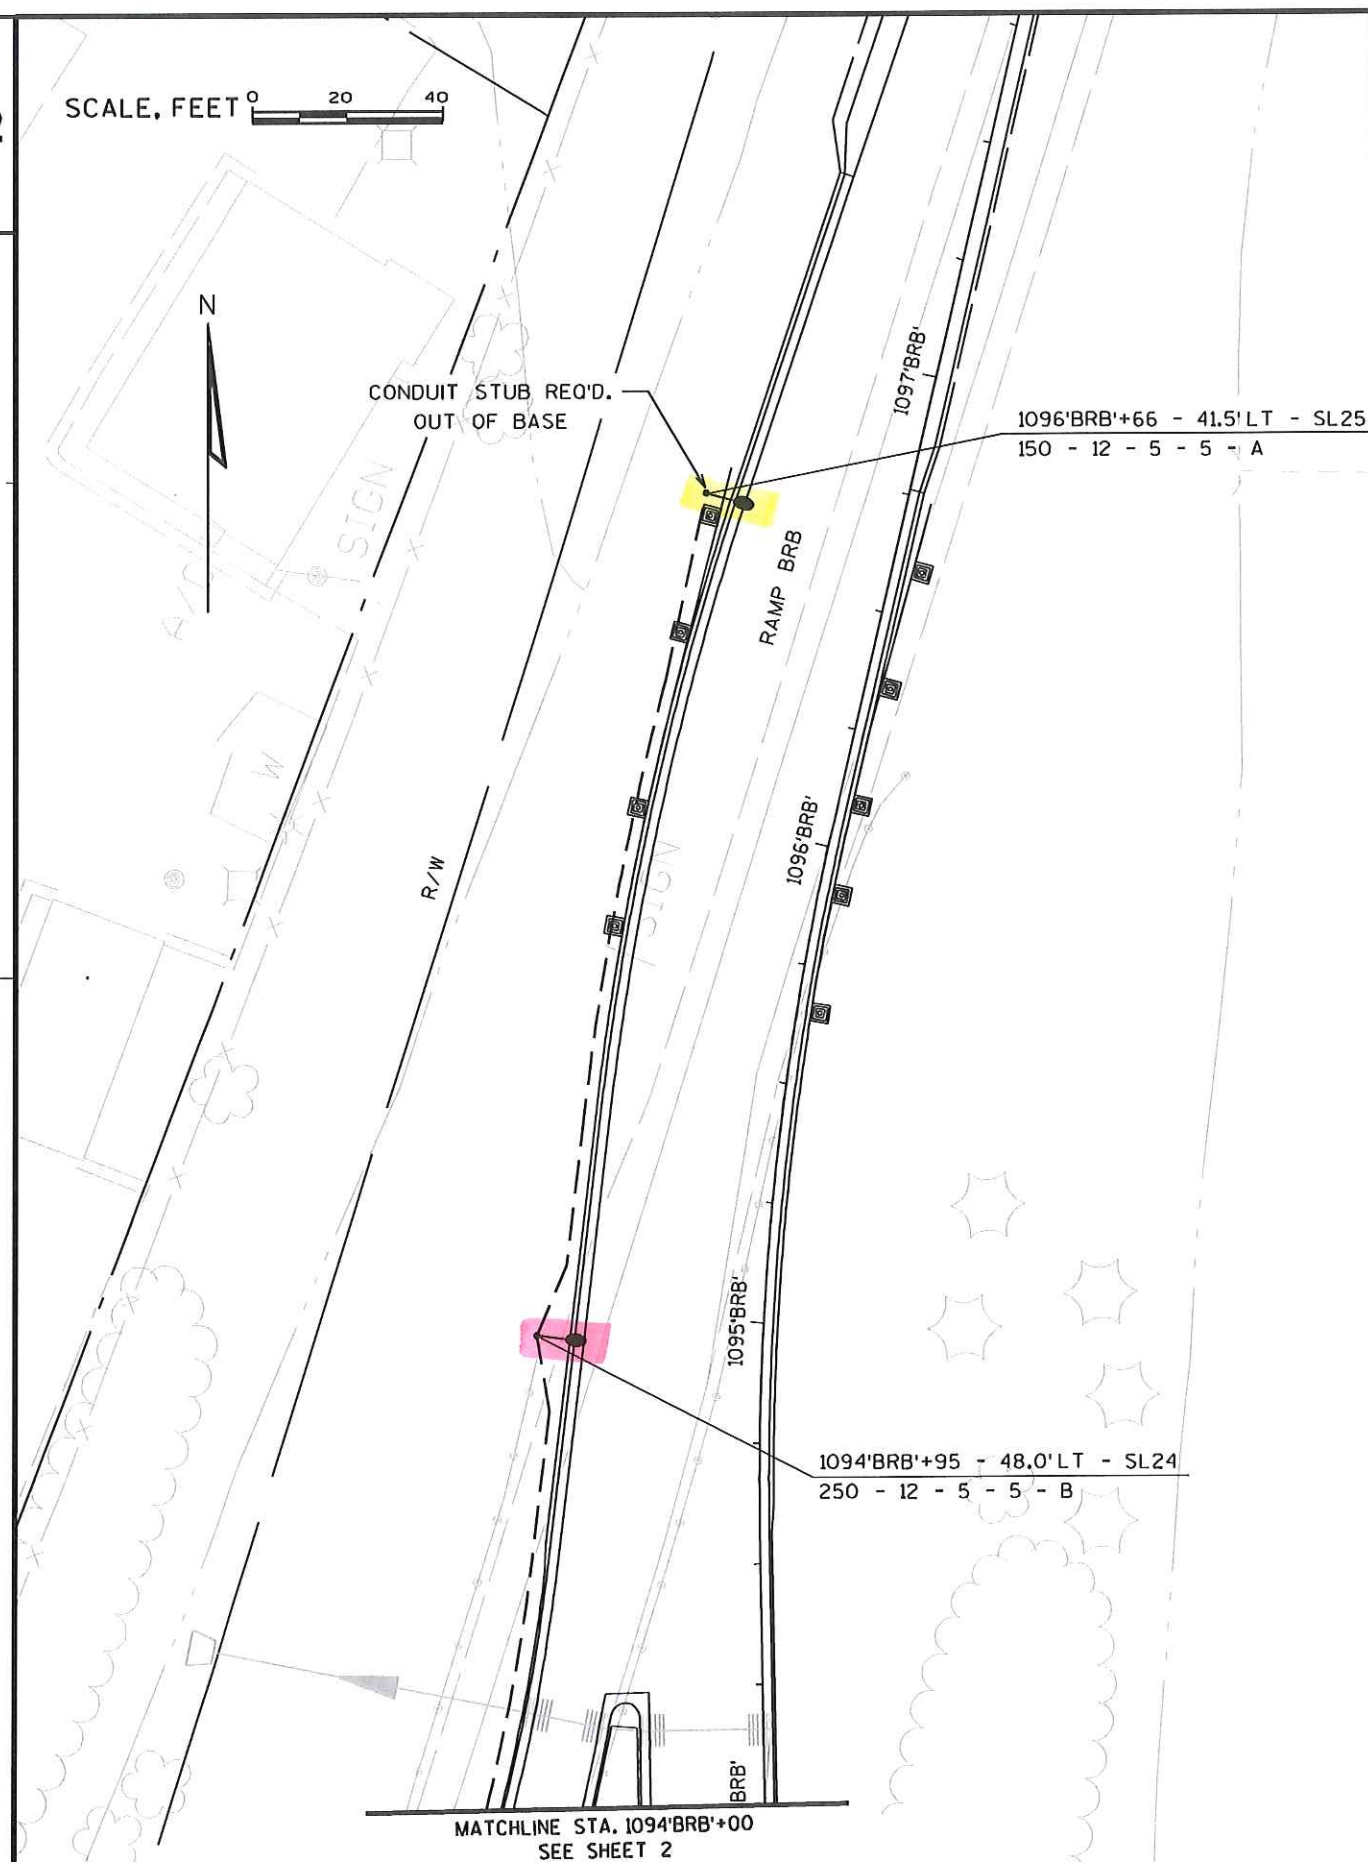 SCALE, FEET 0 20 40
N
CONDUIT STUB REQ'D.
OUT OF BASE
1097'BRB'
1096'BRB'+66 - 41.5' LT - SL25
150 - 12 - 5 - 5 - A
SIGN
RAMP BRB
W
1096'BRB'
R/W
SIGN
1095'BRB'
1094'BRB'+95 - 48.0' LT - SL24
250 - 12 - 5 - 5 - B
BRB'
MATCHLINE STA. 1094'BRB'+00
SEE SHEET 2